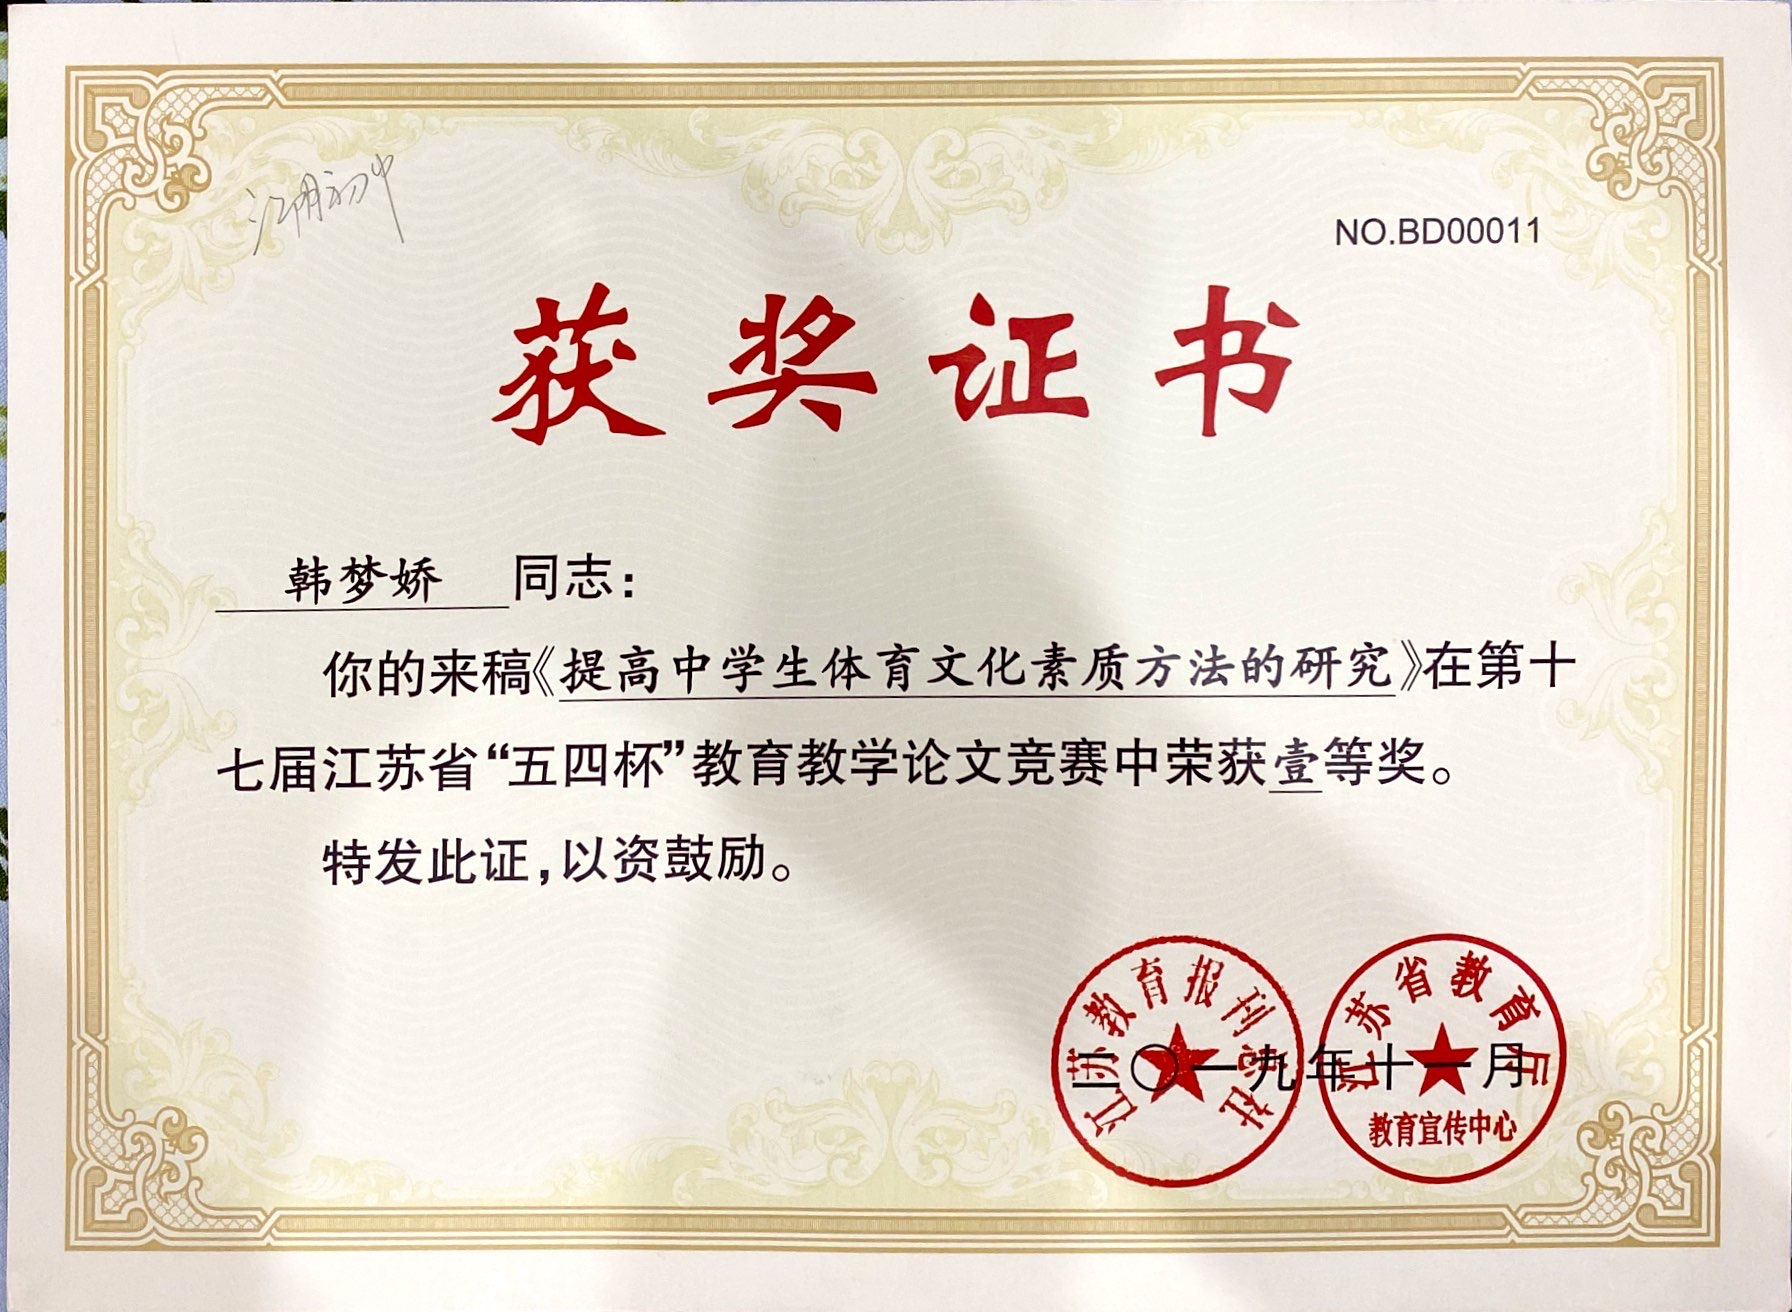 NO.BD00011
获奖证书
韩梦娇 同志：
你的来稿《提高中学生体育文化素质方法的研究》在第十
七届江苏省“五四杯”教育教学论文竞赛中荣获壹等奖。
特发此证，以资鼓励。
江苏教育报刊总社
江苏省教育厅
教育宣传中心
二〇一九年十一月